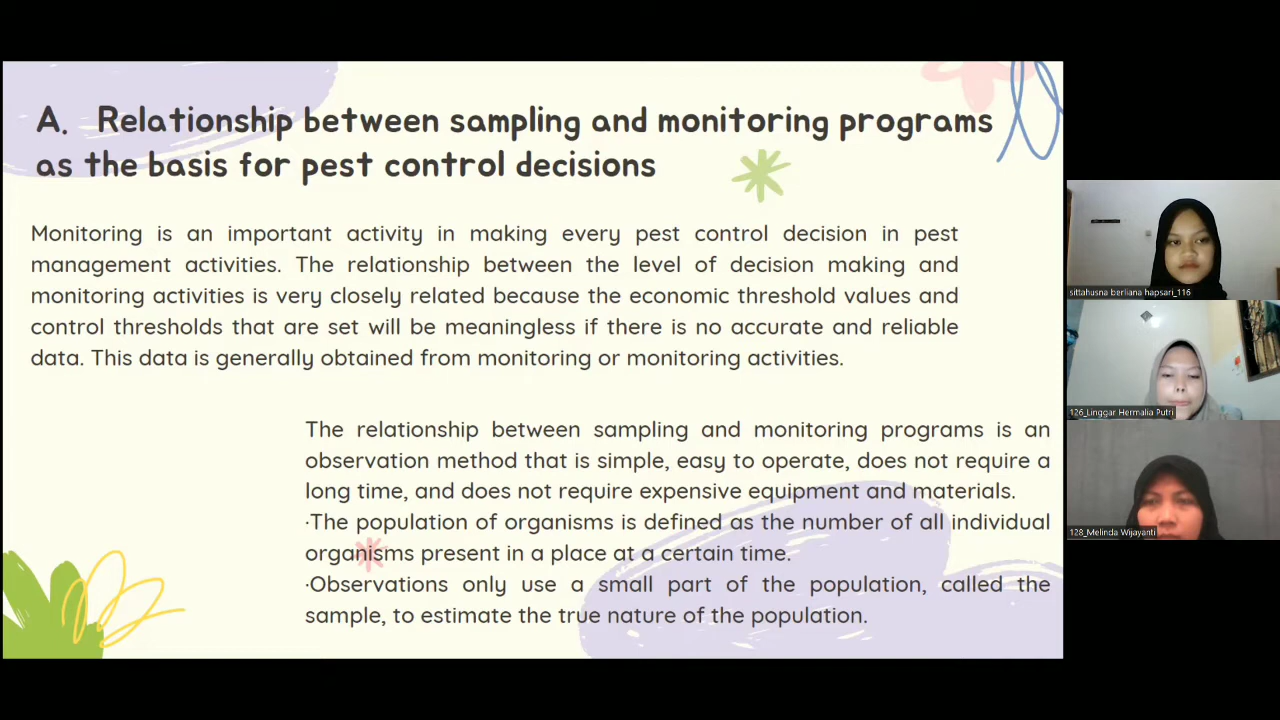 A. Relationship between sampling and monitoring programs
as the basis for pest control decisions
Monitoring is an important activity in making every pest control decision in pest
management activities. The relationship between the level of decision making and
monitoring activities is very closely related because the economic threshold values and
control thresholds that are set will be meaningless if there is no accurate and reliable
data. This data is generally obtained from monitoring or monitoring activities.
The relationship between sampling and monitoring programs is an
observation method that is simple, easy to operate, does not require a
long time, and does not require expensive equipment and materials.
·The population of organisms is defined as the number of all individual
organisms present in a place at a certain time.
·Observations only use a small part of the population, called the
sample, to estimate the true nature of the population.
sittahusna berliana hapsari_116
126_Linggar Hermalia Putri
128_Melinda Wijayanti